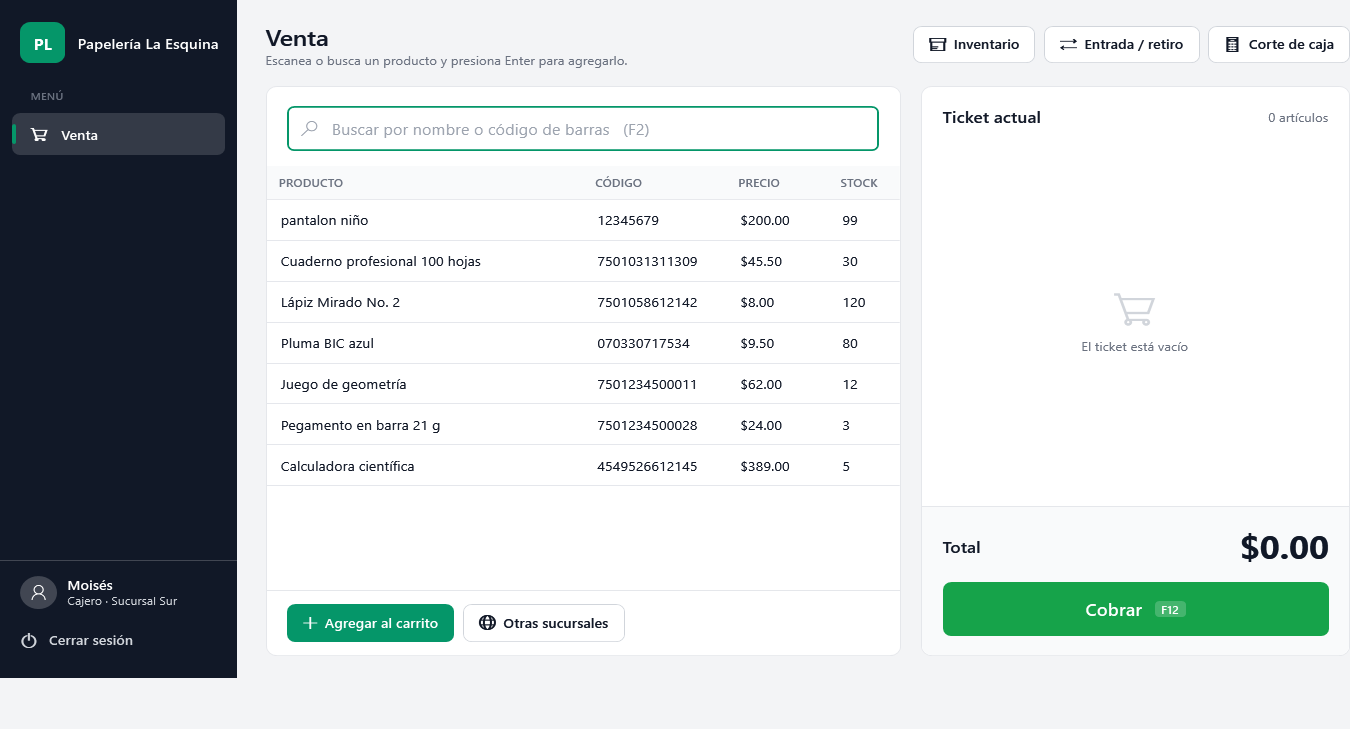 PL Papelería La Esquina
MENÚ
Venta
Moisés
Cajero · Sucursal Sur
Cerrar sesión
Venta
Escanea o busca un producto y presiona Enter para agregarlo.
Inventario Entrada / retiro Corte de caja
Buscar por nombre o código de barras (F2)
PRODUCTO CÓDIGO PRECIO STOCK
pantalon niño 12345679 $200.00 99
Cuaderno profesional 100 hojas 7501031311309 $45.50 30
Lápiz Mirado No. 2 7501058612142 $8.00 120
Pluma BIC azul 070330717534 $9.50 80
Juego de geometría 7501234500011 $62.00 12
Pegamento en barra 21 g 7501234500028 $24.00 3
Calculadora científica 4549526612145 $389.00 5
Agregar al carrito Otras sucursales
Ticket actual 0 artículos
El ticket está vacío
Total $0.00
Cobrar F12